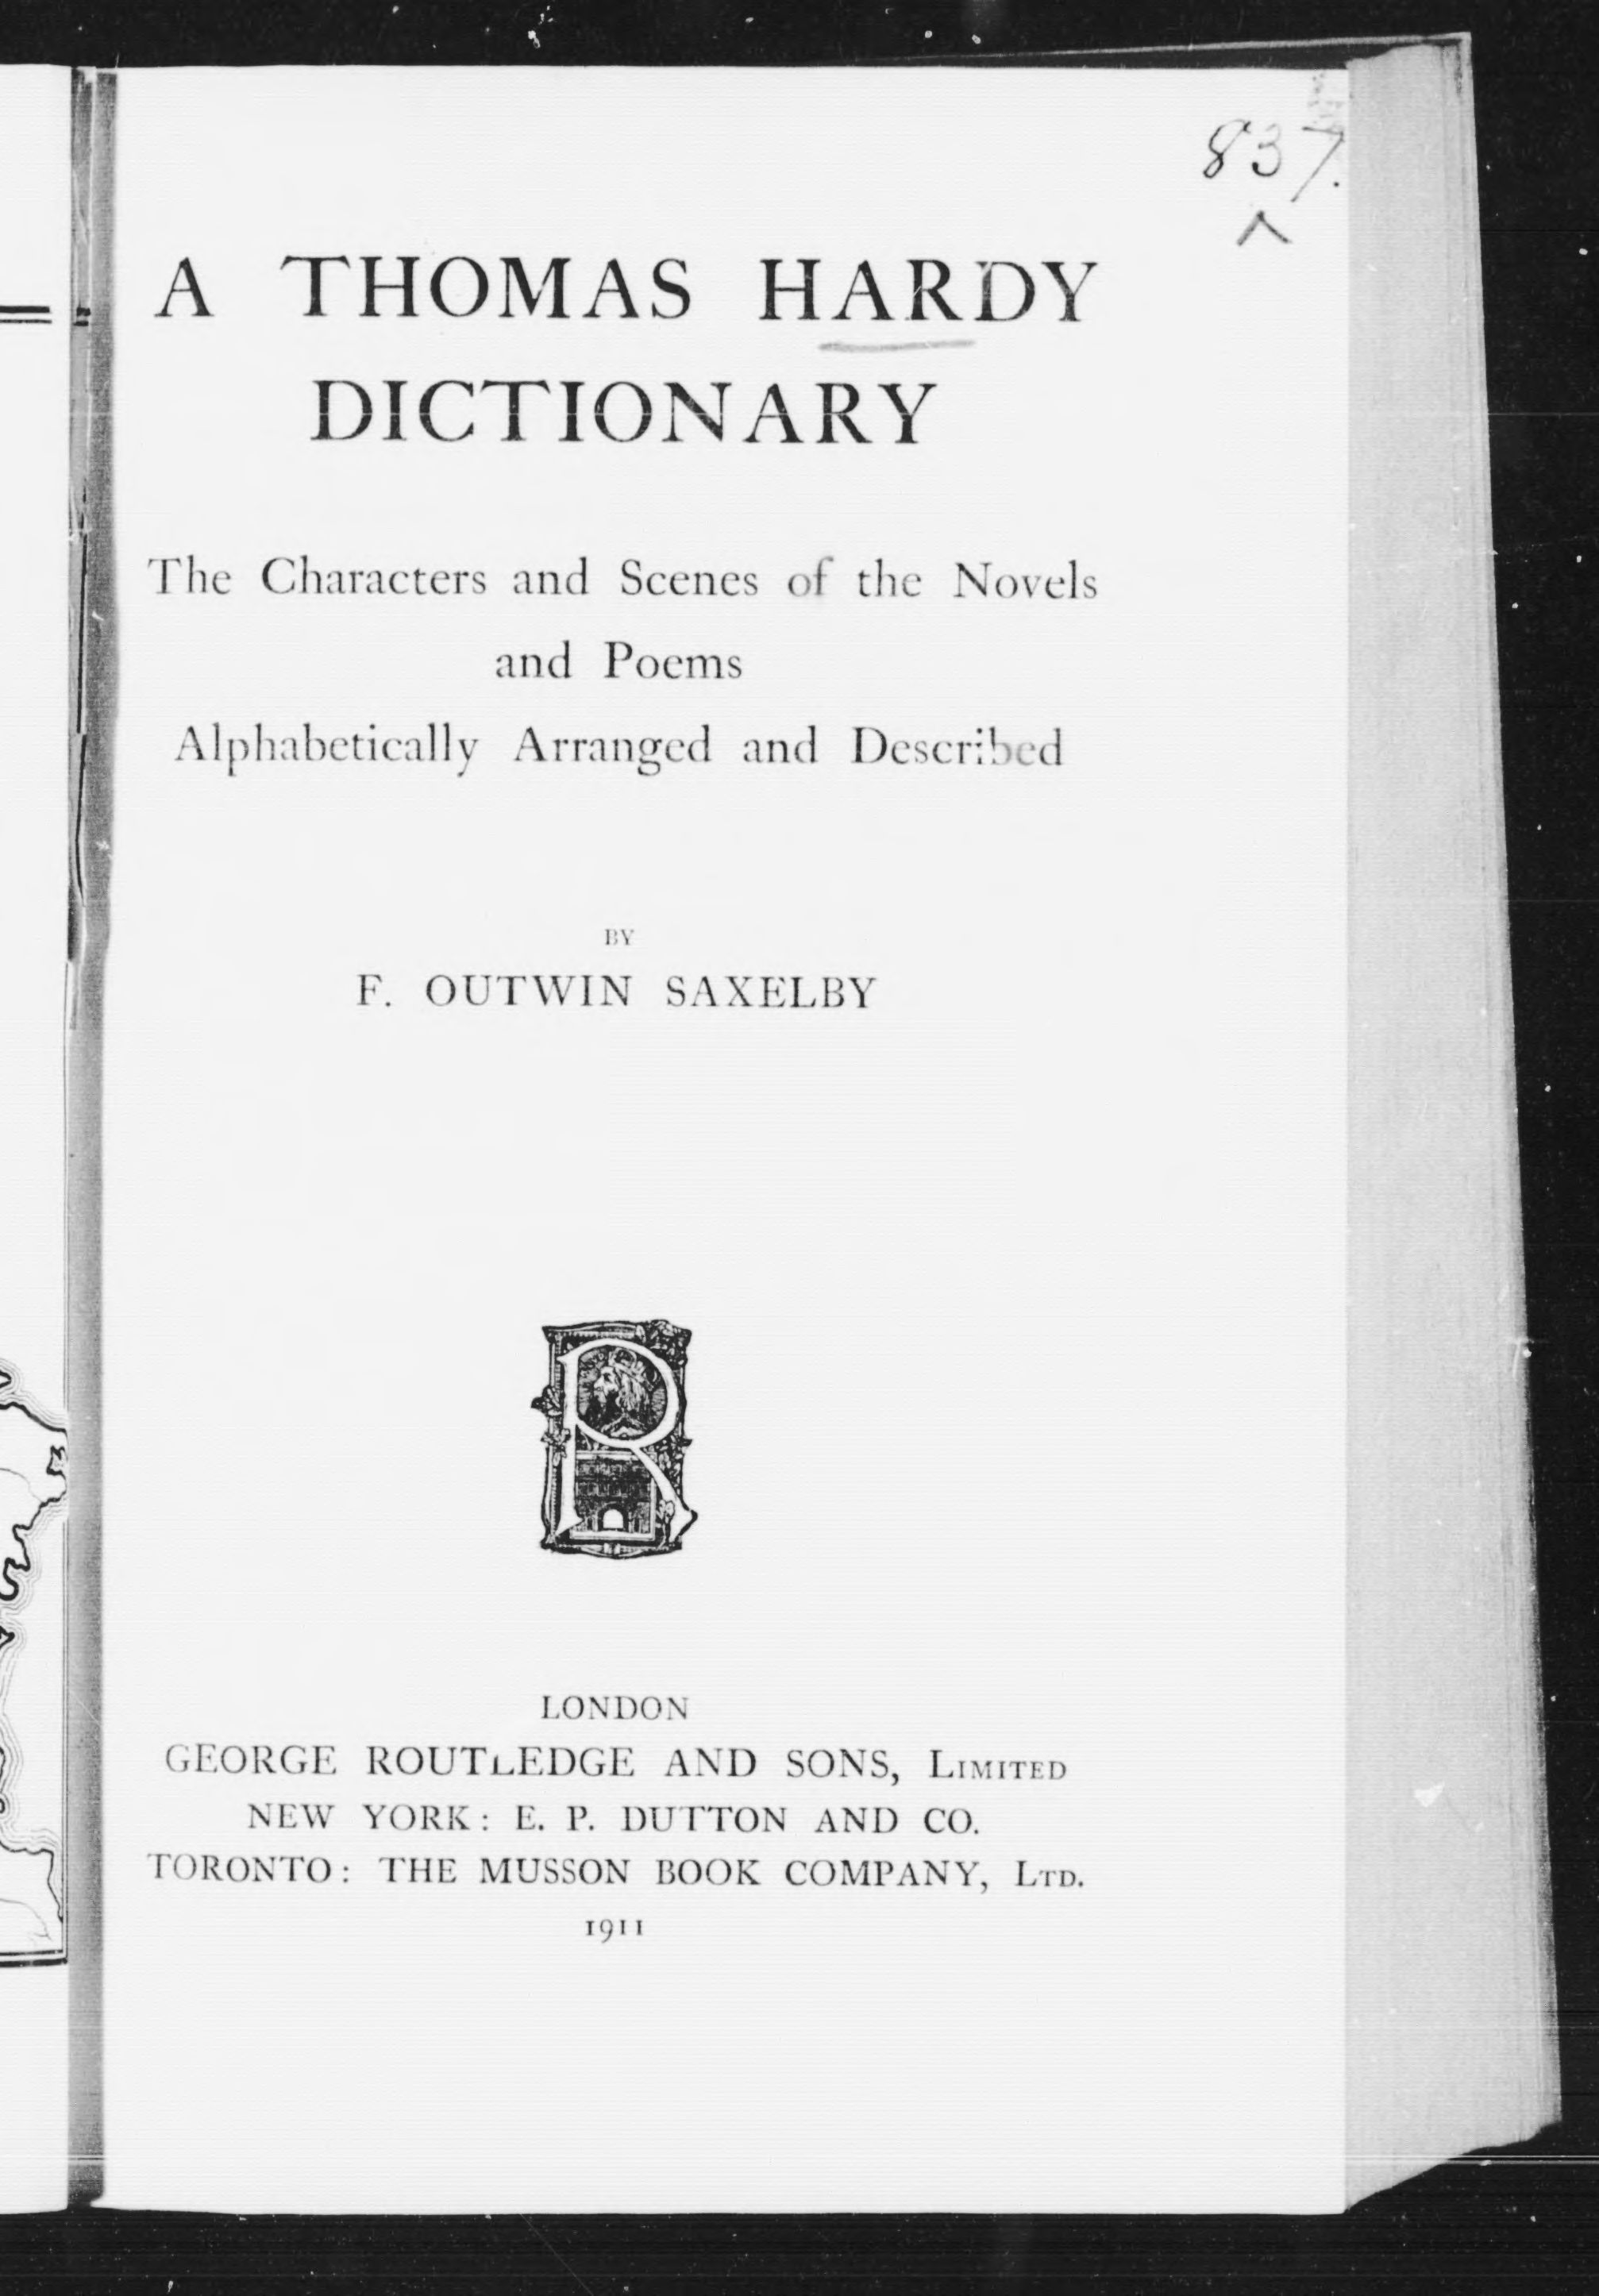 837.
^
A THOMAS HARDY
DICTIONARY
The Characters and Scenes of the Novels
and Poems
Alphabetically Arranged and Described
BY
F. OUTWIN SAXELBY
R
LONDON
GEORGE ROUTLEDGE AND SONS, LIMITED
NEW YORK: E. P. DUTTON AND CO.
TORONTO: THE MUSSON BOOK COMPANY, LTD.
1911